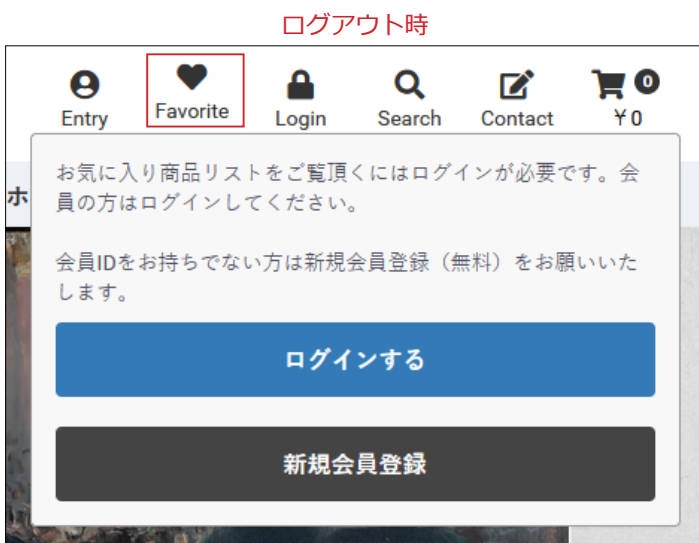 ログアウト時
Entry
Favorite
Login
Search
Contact
0
¥0
ホ
お気に入り商品リストをご覧頂くにはログインが必要です。会
員の方はログインしてください。
会員IDをお持ちでない方は新規会員登録（無料）をお願いいた
します。
ログインする
新規会員登録